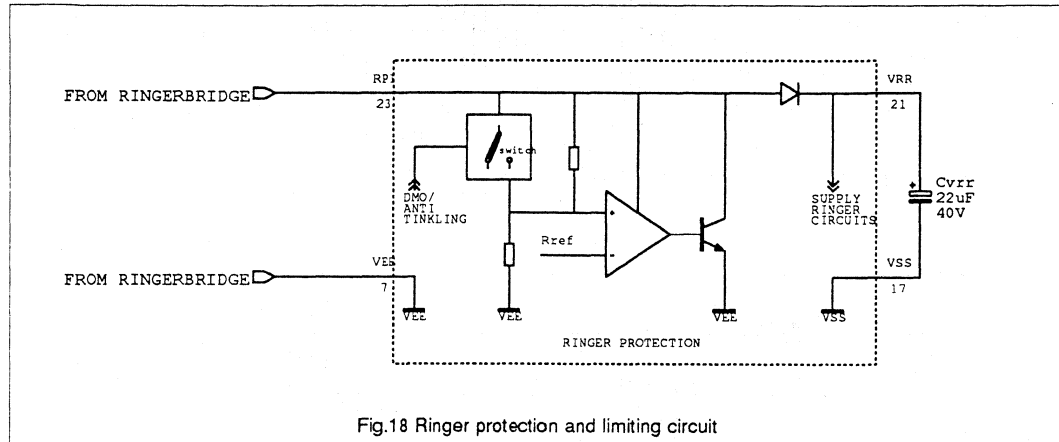 FROM RINGERBRIDGE
RPI
23
VRR
21
switch
DMO/
ANTI
TINKLING
+
Rref
-
SUPPLY
RINGER
CIRCUITS
+
Cvrr
22uF
40V
FROM RINGERBRIDGE
VEE
7
VEE
VEE
VEE
VSS
17
VSS
RINGER PROTECTION
Fig.18 Ringer protection and limiting circuit